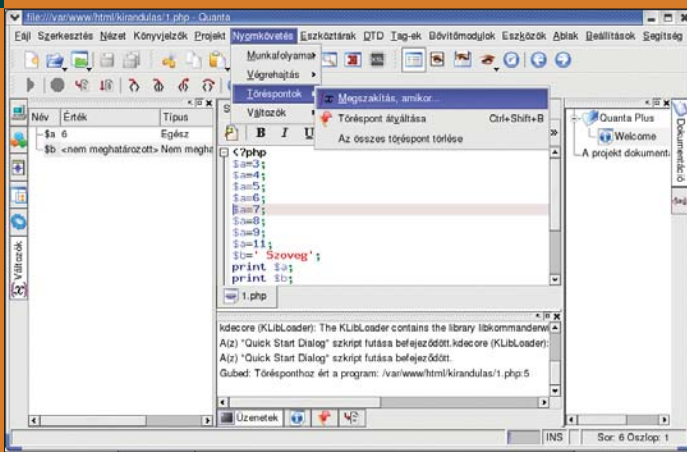 file:///var/www/html/kirandulas/1.php - Quanta
Fájl Szerkesztés Nézet Könyvjelzők Projekt Nyomkövetés Eszköztárak DTD Tag-ek Bővítőmodulok Eszközök Ablak Beállítások Segítség
Munkafolyamat
Végrehajtás
Töréspontok
Változók
Megszakítás, amikor...
Töréspont átváltása Ctrl+Shift+B
Az összes töréspont törlése
Név Érték Típus
$a 6 Egész
$b <nem meghatározott> Nem megha
B I U
<?php
$a=3;
$a=4;
$a=5;
$a=6;
$a=7;
$a=8;
$a=9;
$a=11;
$b=' Szoveg';
print $a;
print $b;
1.php
Quanta Plus
Welcome
A projekt dokument
Dokumentáció
Változók
(x)
kdecore (KLibLoader): The KLibLoader contains the library libkommanderwi
A(z) "Quick Start Dialog" szkript futása befejeződött.kdecore (KLibLoader):
A(z) "Quick Start Dialog" szkript futása befejeződött.
Gubed: Törésponthoz ért a program: /var/www/html/kirandulas/1.php:5
Üzenetek
INS Sor: 6 Oszlop: 1